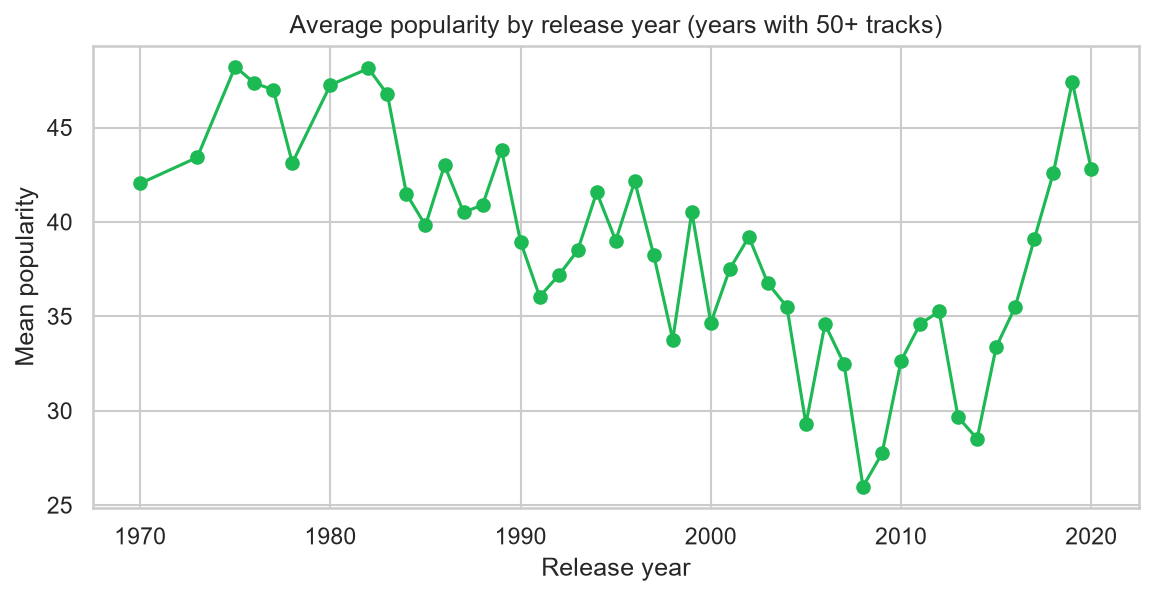 Average popularity by release year (years with 50+ tracks)
Mean popularity
45
40
35
30
25
1970 1980 1990 2000 2010 2020
Release year